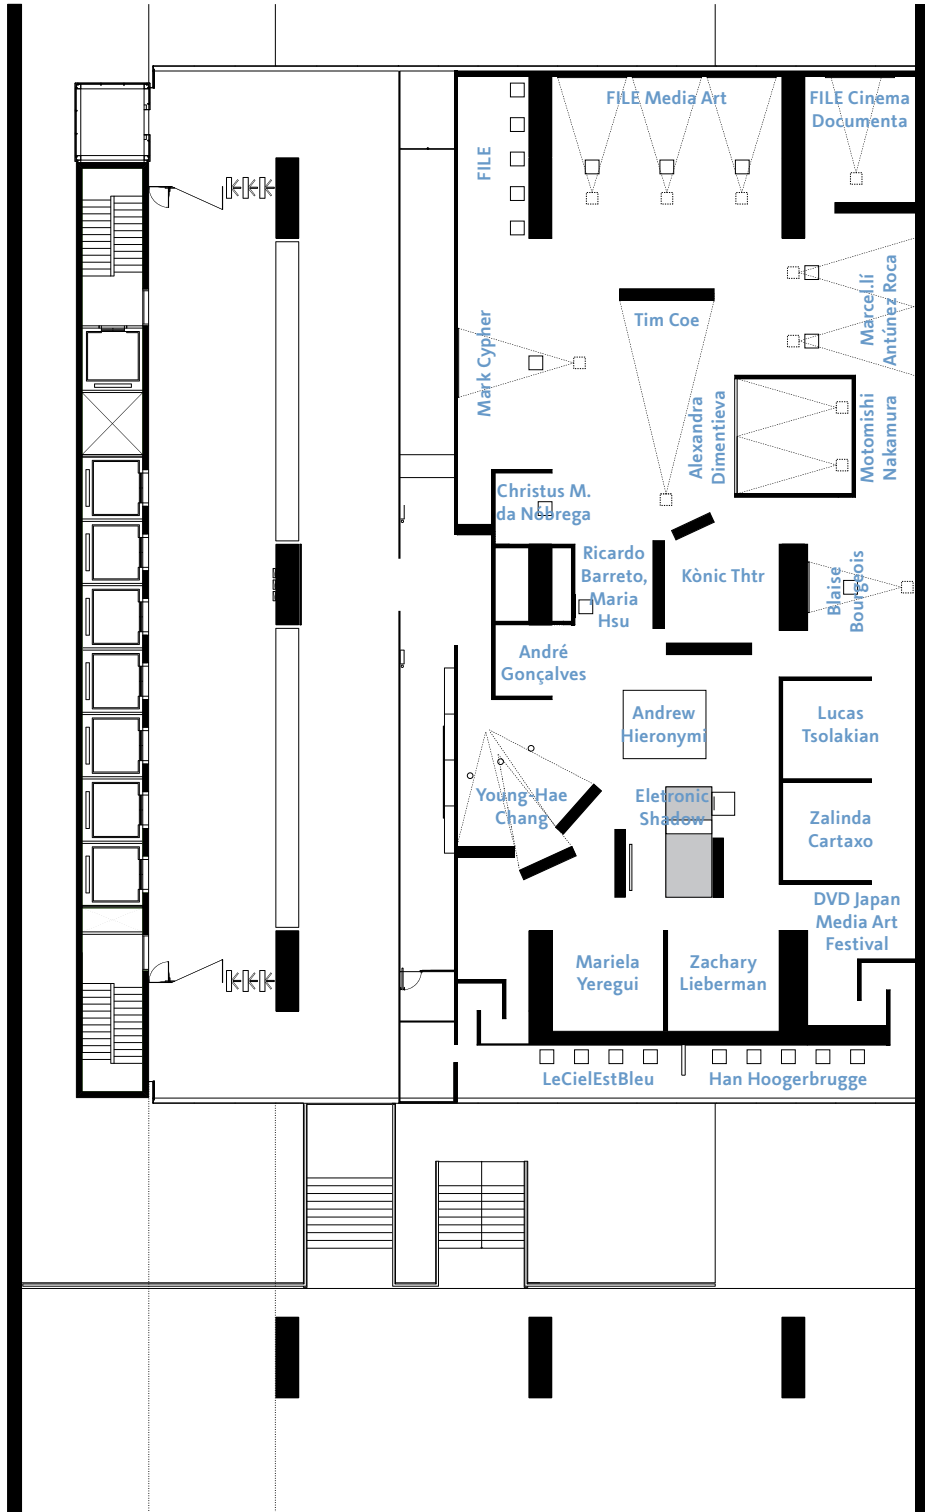 FILE Media Art
FILE Cinema
Documenta
FILE
Marcel.lí
Antúnez Roca
Tim Coe
Mark Cypher
Alexandra
Dimentieva
Motomishi
Nakamura
Christus M.
da Nóbrega
Ricardo
Barreto,
Maria
Hsu
Kònic Thtr
Blaise
Bourgeois
André
Gonçalves
Andrew
Hieronymi
Lucas
Tsolakian
Young-Hae
Chang
Eletronic
Shadow
Zalinda
Cartaxo
DVD Japan
Media Art
Festival
Mariela
Yeregui
Zachary
Lieberman
LeCielEstBleu
Han Hoogerbrugge